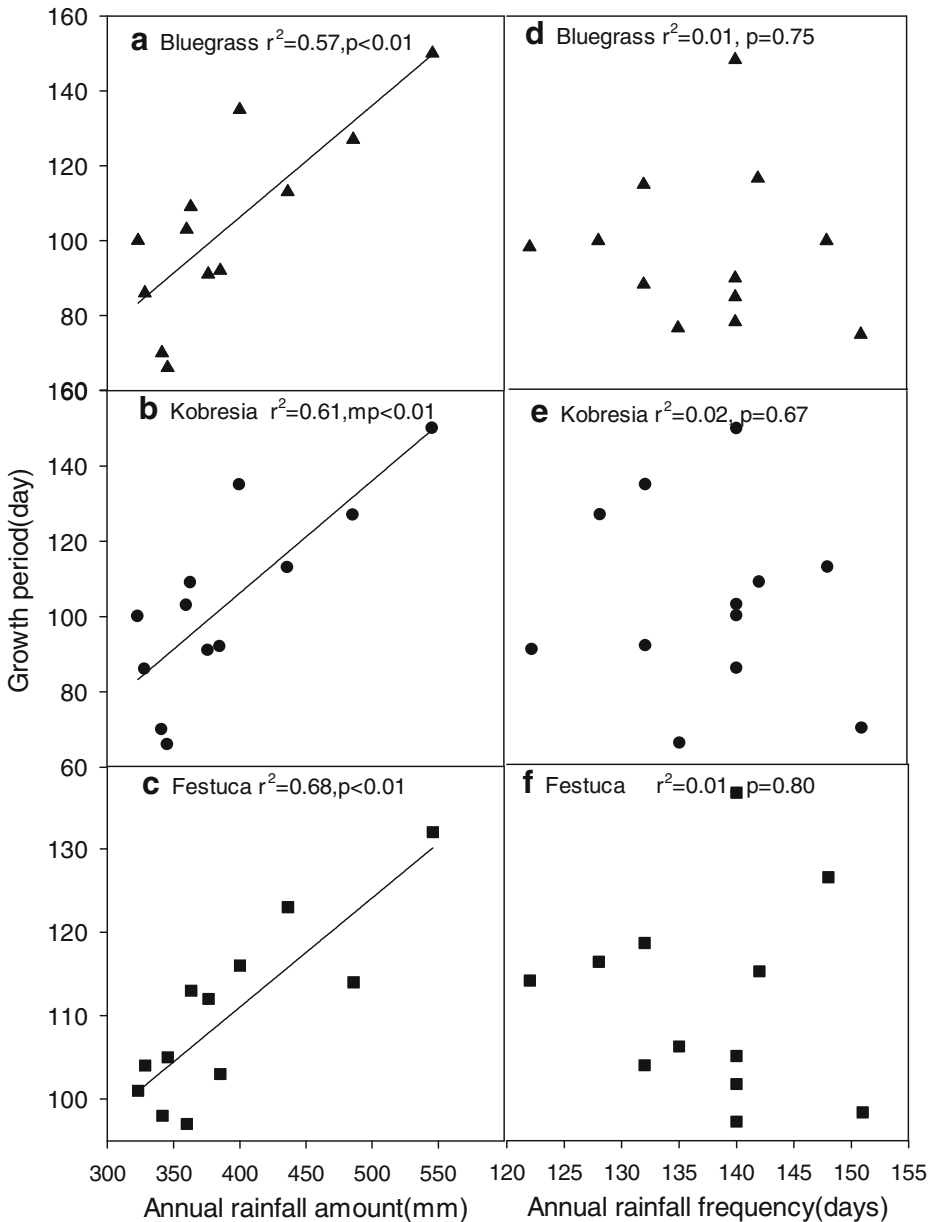 a Bluegrass r²=0.57,p<0.01
d Bluegrass r²=0.01, p=0.75
160
140
120
100
80
60
160
b Kobresia r²=0.61,mp<0.01
e Kobresia r²=0.02, p=0.67
140
120
100
80
60
c Festuca r²=0.68,p<0.01
f Festuca r²=0.01, p=0.80
130
120
110
100
Growth period(day)
300 350 400 450 500 550
120 125 130 135 140 145 150 155
Annual rainfall amount(mm)
Annual rainfall frequency(days)